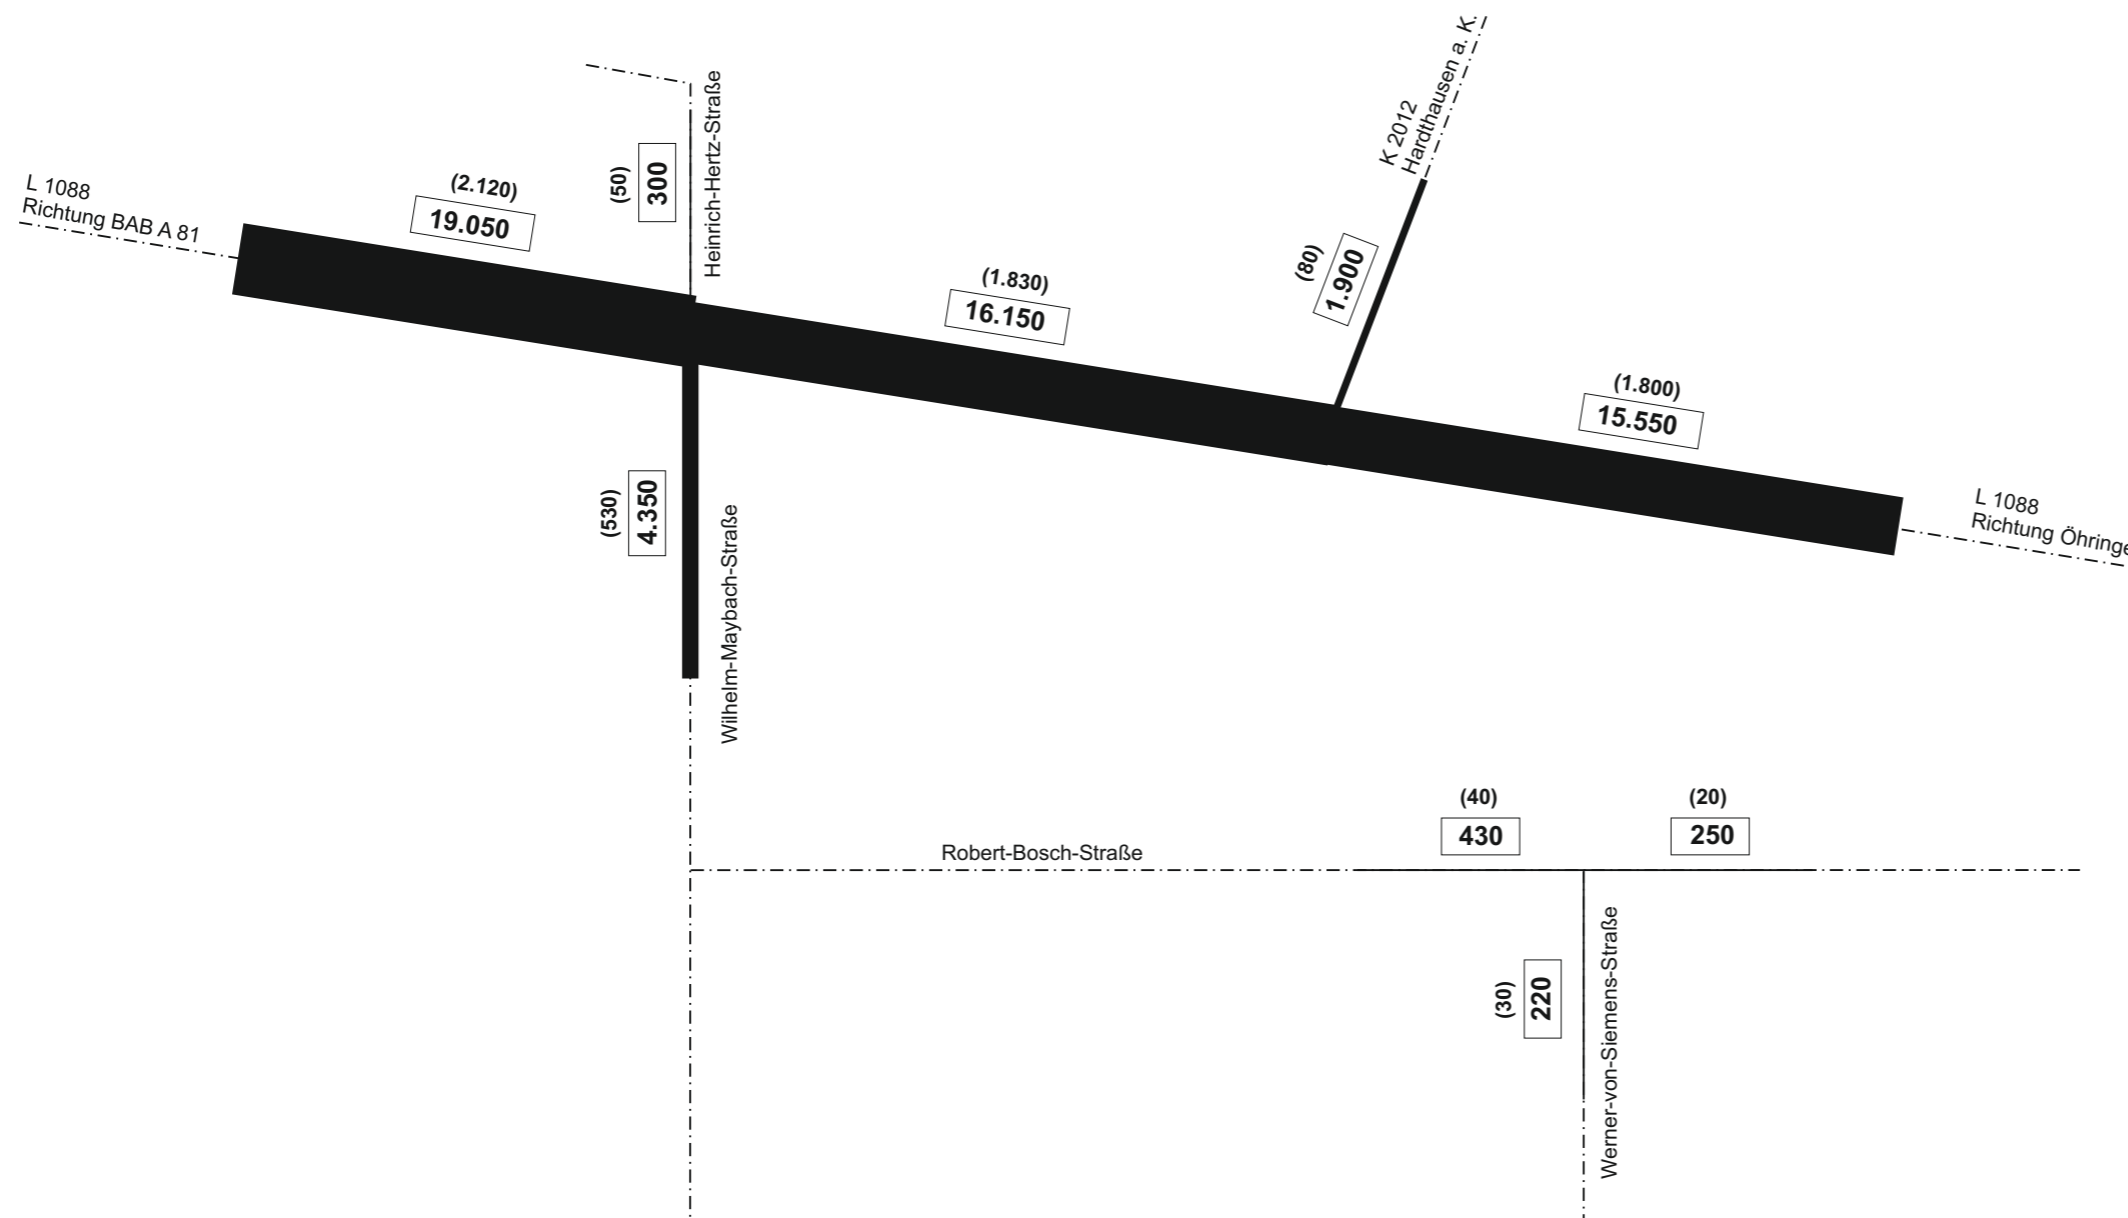 L 1088
Richtung BAB A 81
(2.120)
19.050
(50)
300
Heinrich-Hertz-Straße
(1.830)
16.150
K 2012
Hardthausen a. K.
(80)
1.900
(1.800)
15.550
L 1088
Richtung Öhringe
(530)
4.350
Wilhelm-Maybach-Straße
Robert-Bosch-Straße
(40)
430
(20)
250
(30)
220
Werner-von-Siemens-Straße